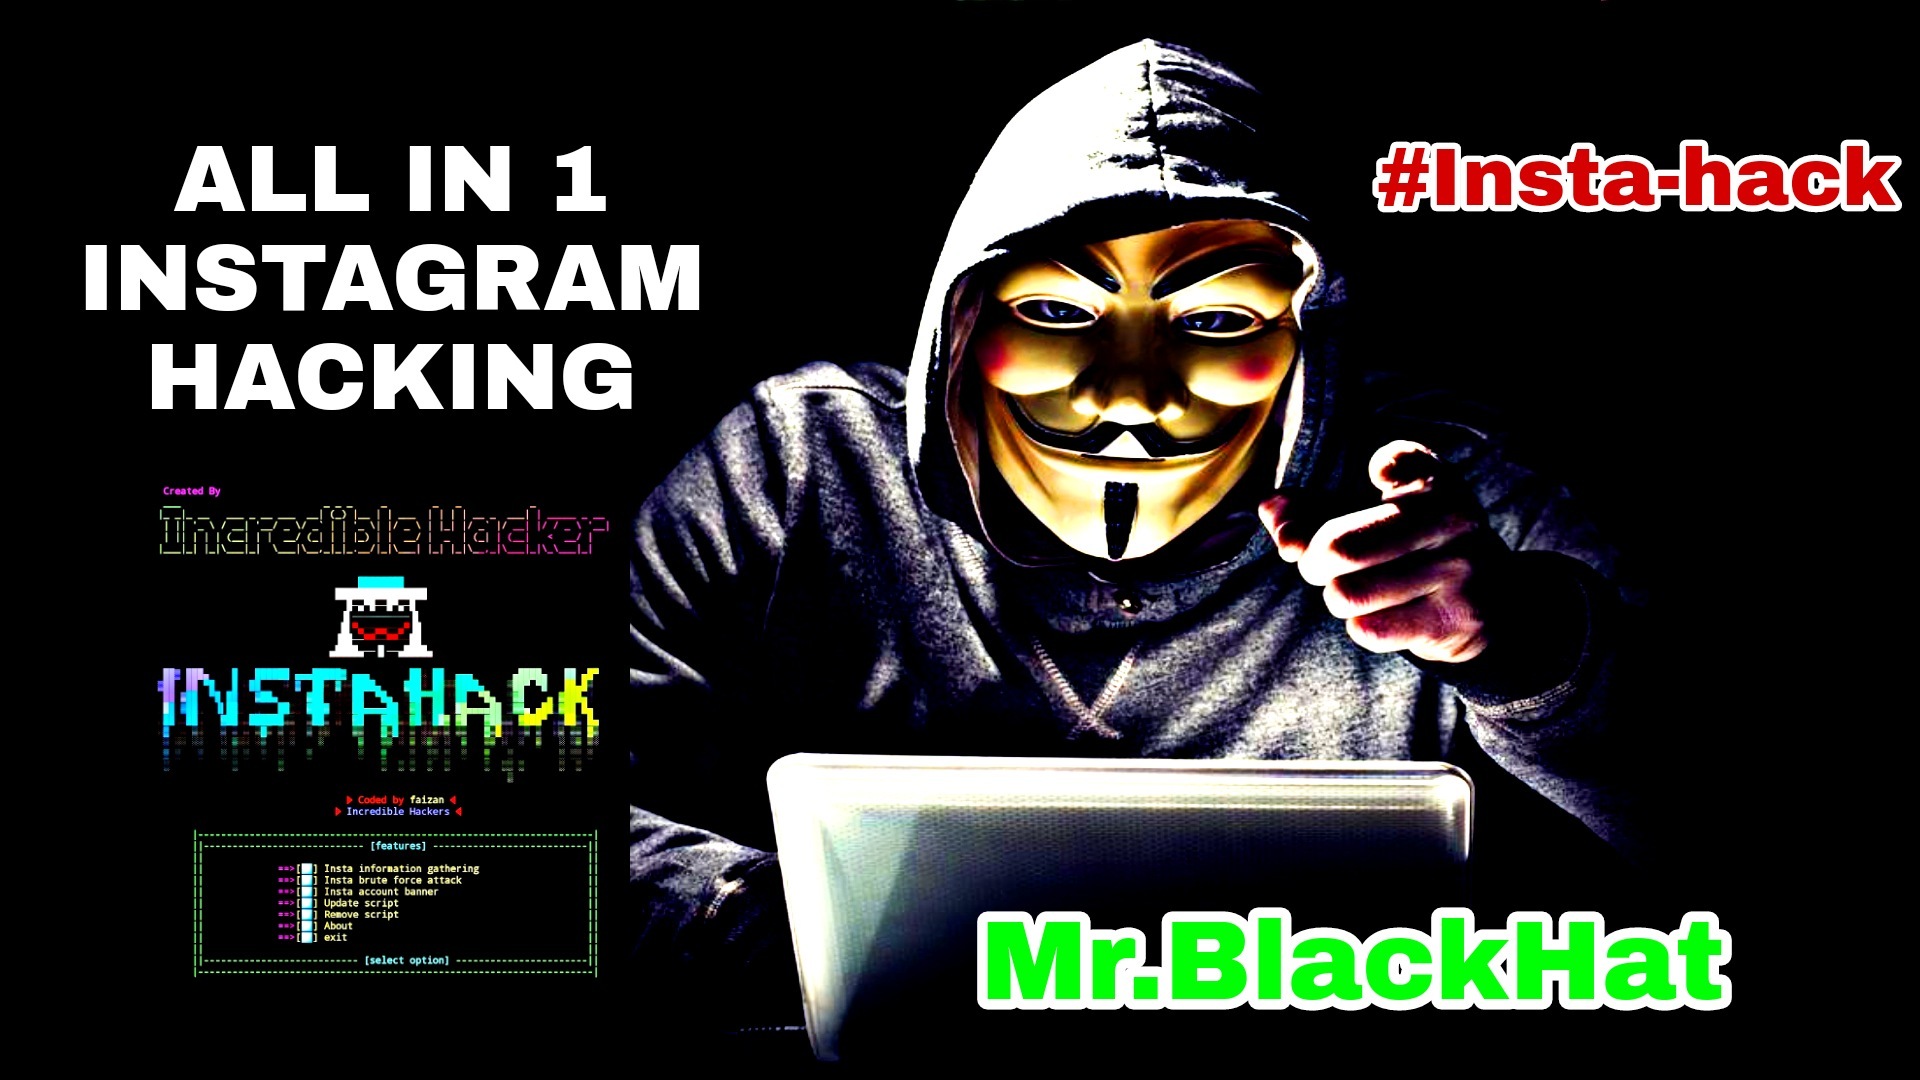 ALL IN 1
INSTAGRAM
HACKING
#Insta-hack
Created By
Incredible Hacker
INSTAHACK
Coded by faizan
Incredible Hackers
[features]
==>[ ] Insta information gathering
==>[ ] Insta brute force attack
==>[ ] Insta account banner
==>[ ] Update script
==>[ ] Remove script
==>[ ] About
==>[ ] exit
[select option]
Mr.BlackHat